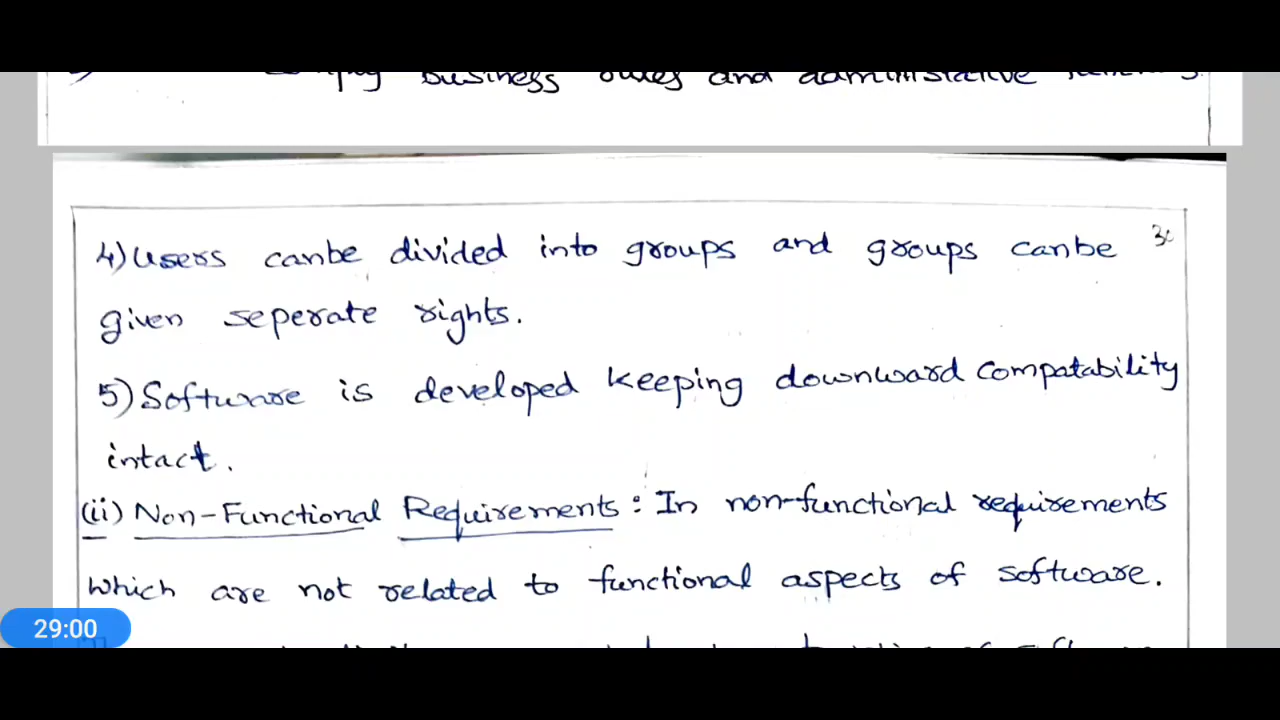 business rules and administrative
4) Users canbe divided into groups and groups canbe
given seperate rights.
5) Software is developed keeping downward compatability
intact.
(ii) Non-Functional Requirements : In non-functional requirements
which are not related to functional aspects of software.
29:00